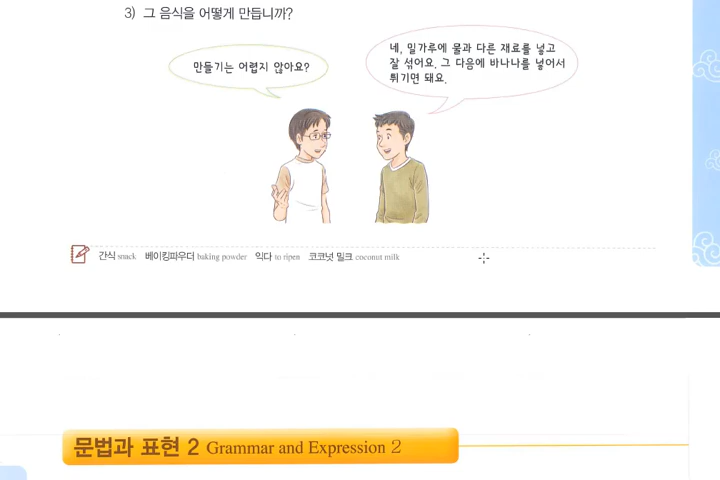 3) 그 음식을 어떻게 만듭니까?
만들기는 어렵지 않아요?
네, 밀가루에 물과 다른 재료를 넣고
잘 섞어요. 그 다음에 바나나를 넣어서
튀기면 돼요.
간식 snack 베이킹파우더 baking powder 익다 to ripen 코코넛 밀크 coconut milk
문법과 표현 2 Grammar and Expression 2